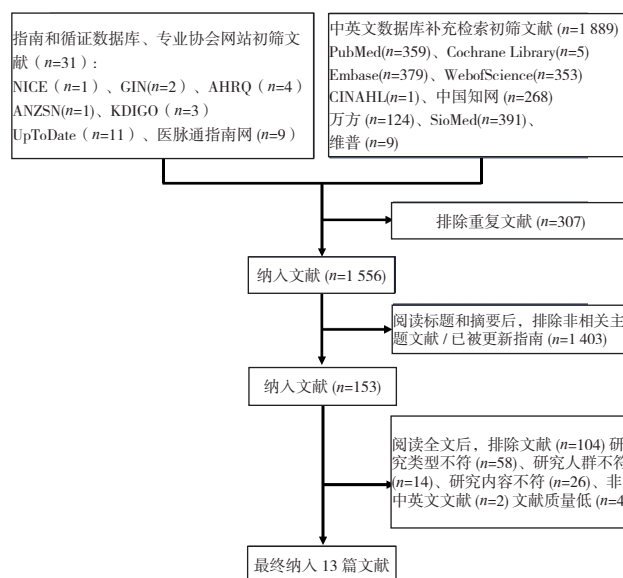 指南和循证数据库、专业协会网站初筛文
献（n=31）：
NICE（n=1）、GIN(n=2）、AHRQ（n=4）
ANZSN(n=1)、KDIGO（n=3）
UpToDate（n=11）、医脉通指南网（n=9）
中英文数据库补充检索初筛文献（n=1 889）
PubMed(n=359)、Cochrane Library(n=5)
Embase(n=379)、WebofScience(n=353)
CINAHL(n=1)、中国知网 (n=268)
万方 (n=124)、SioMed(n=391)、
维普 (n=9)
排除重复文献 (n=307)
纳入文献 (n=1 556)
阅读标题和摘要后，排除非相关主
题文献 / 已被更新指南 (n=1 403)
纳入文献 (n=153)
阅读全文后，排除文献 (n=104) 研
究类型不符 (n=58)、研究人群不符
(n=14)、研究内容不符 (n=26)、非
中英文文献 (n=2) 文献质量低 (n=4
最终纳入 13 篇文献